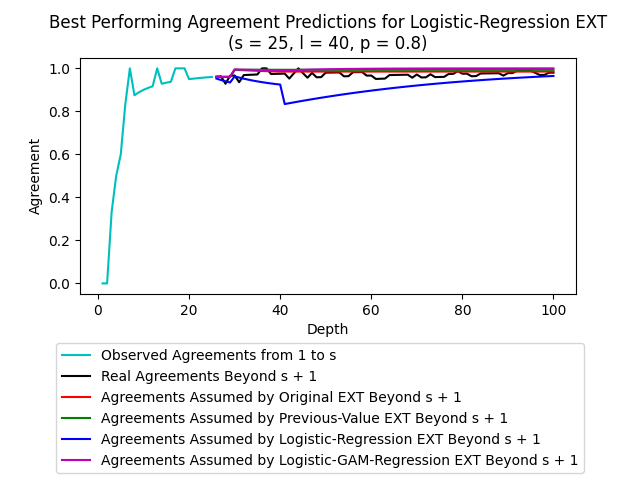 Best Performing Agreement Predictions for Logistic-Regression EXT
(s = 25, l = 40, p = 0.8)
1.0
0.8
0.6
0.4
0.2
0.0
Agreement
0 20 40 60 80 100
Depth
Observed Agreements from 1 to s
Real Agreements Beyond s + 1
Agreements Assumed by Original EXT Beyond s + 1
Agreements Assumed by Previous-Value EXT Beyond s + 1
Agreements Assumed by Logistic-Regression EXT Beyond s + 1
Agreements Assumed by Logistic-GAM-Regression EXT Beyond s + 1